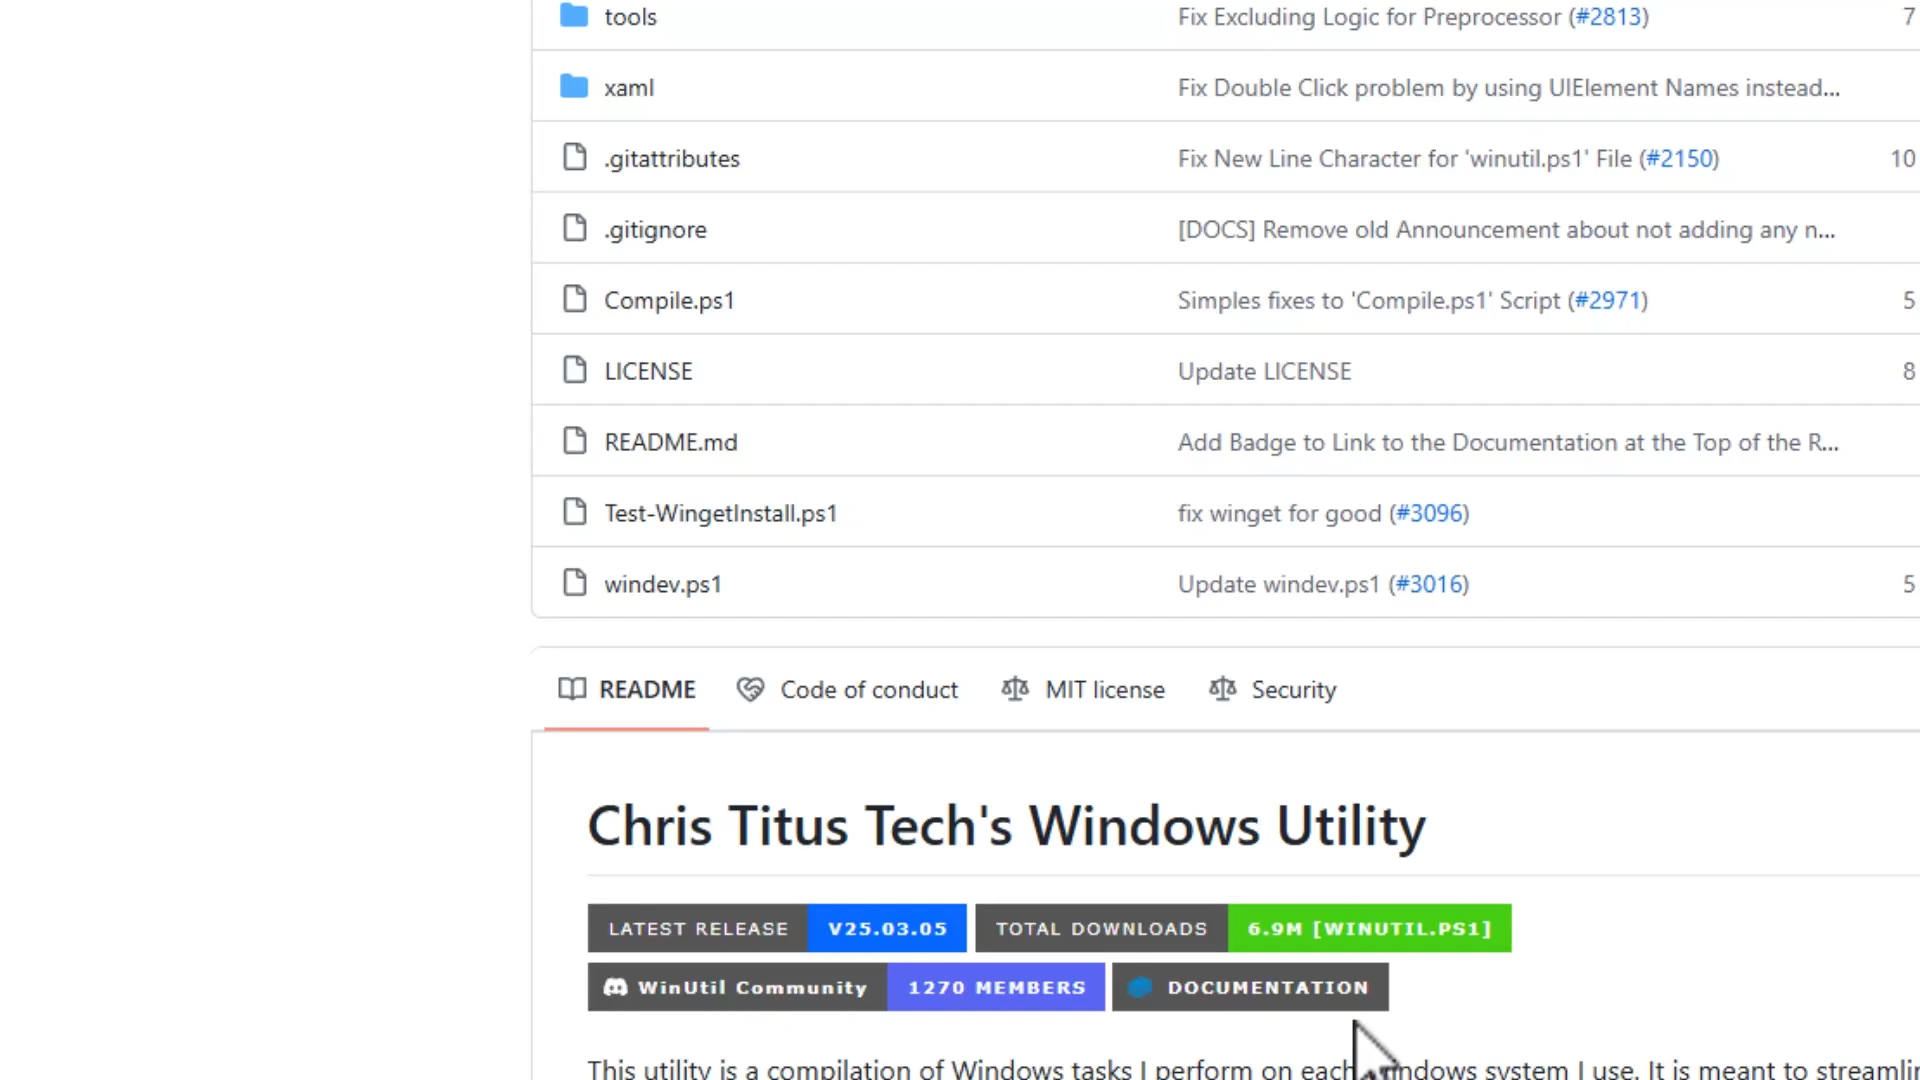 tools Fix Excluding Logic for Preprocessor (#2813) 7
xaml Fix Double Click problem by using UIElement Names instead...
.gitattributes Fix New Line Character for 'winutil.ps1' File (#2150) 10
.gitignore [DOCS] Remove old Announcement about not adding any n...
Compile.ps1 Simples fixes to 'Compile.ps1' Script (#2971) 5
LICENSE Update LICENSE 8
README.md Add Badge to Link to the Documentation at the Top of the R...
Test-WingetInstall.ps1 fix winget for good (#3096)
windev.ps1 Update windev.ps1 (#3016) 5
README Code of conduct MIT license Security
Chris Titus Tech's Windows Utility
LATEST RELEASE V25.03.05 TOTAL DOWNLOADS 6.9M [WINUTIL.PS1]
WinUtil Community 1270 MEMBERS DOCUMENTATION
This utility is a compilation of Windows tasks I perform on each system I use. It is meant to